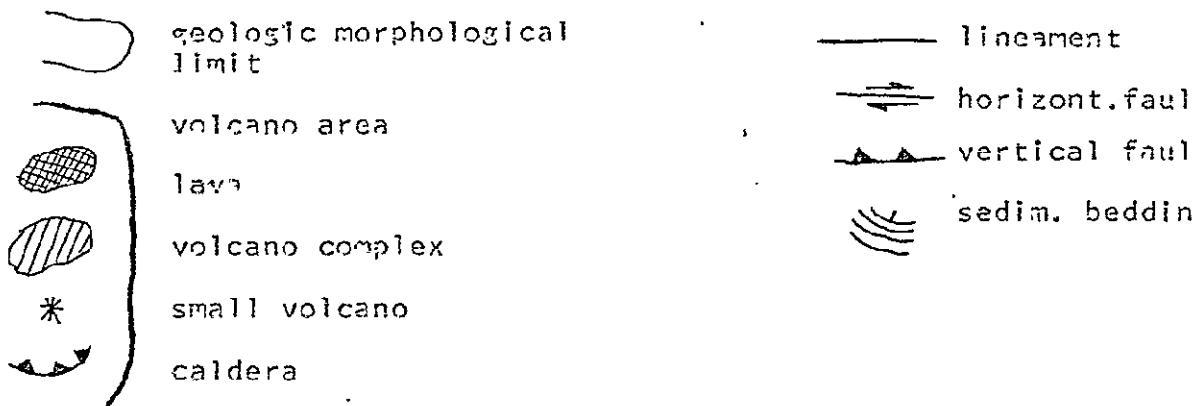 geologic morphological
limit
volcano area
lava
volcano complex
small volcano
caldera
lineament
horizont.faul
vertical faul
sedim. beddin